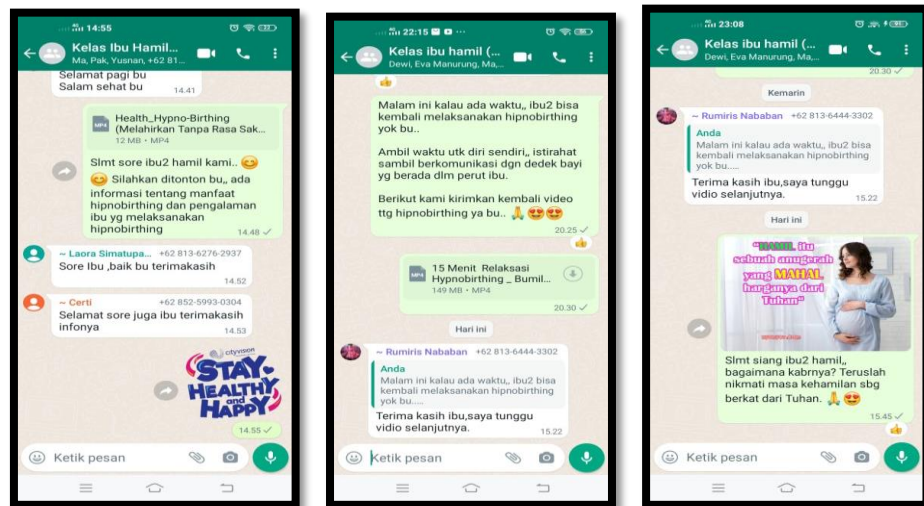 14:55
Kelas Ibu Hamil...
Ma, Pak, Yusnan, +62 81...
Selamat pagi bu
Salam sehat bu
14.41
Health_Hypno-Birthing
(Melahirkan Tanpa Rasa Sak...
12 MB • MP4
Slmt sore ibu2 hamil kami.. 😊
😊 Silahkan ditonton bu,, ada
informasi tentang manfaat
hipnobirthing dan pengalaman
ibu yg melaksanakan
hipnobirthing
14.48
~ Laora Simatupa... +62 813-6276-2937
Sore Ibu ,baik bu terimakasih
14.52
~ Certi +62 852-5993-0304
Selamat sore juga ibu terimakasih
infonya
14.53
cityvision
STAY
HEALTHY
and
HAPPY
14.55
Ketik pesan
22:15
Kelas ibu hamil (...
Dewi, Eva Manurung, Ma,...
Malam ini kalau ada waktu,, ibu2 bisa
kembali melaksanakan hipnobirthing
yok bu..
Ambil waktu utk diri sendiri,, istirahat
sambil berkomunikasi dgn dedek bayi
yg berada dlm perut ibu.
Berikut kami kirimkan kembali video
ttg hipnobirthing ya bu.. 🙏😍😍
20.25
15 Menit Relaksasi
Hypnobirthing _ Bumil...
149 MB • MP4
20.30
Hari ini
~ Rumiris Nababan +62 813-6444-3302
Anda
Malam ini kalau ada waktu,, ibu2 bisa
kembali melaksanakan hipnobirthing
yok bu.....
Terima kasih ibu,saya tunggu
vidio selanjutnya.
15.22
Ketik pesan
23:08
Kelas ibu hamil (...
Dewi, Eva Manurung, Ma,...
20.30
Kemarin
~ Rumiris Nababan +62 813-6444-3302
Anda
Malam ini kalau ada waktu,, ibu2 bisa
kembali melaksanakan hipnobirthing
yok bu.....
Terima kasih ibu,saya tunggu
vidio selanjutnya.
15.22
Hari ini
"HAMIL itu
sebuah anugerah
yang MAHAL
harganya dari
Tuhan"
Slmt siang ibu2 hamil,,
bagaimana kabrnya? Teruslah
nikmati masa kehamilan sbg
berkat dari Tuhan. 🙏😍
15.45
Ketik pesan